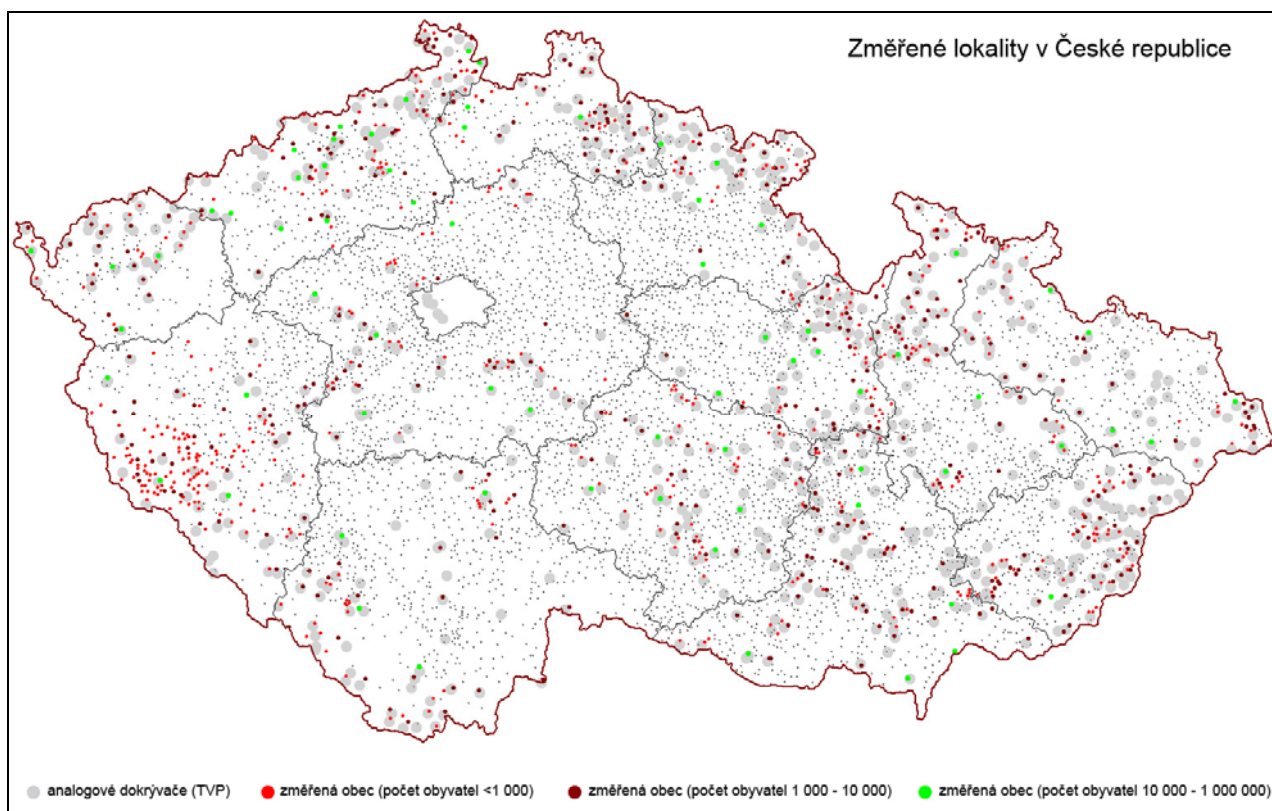 Změřené lokality v České republice
analogové dokrývače (TVP) změřená obec (počet obyvatel <1 000) změřená obec (počet obyvatel 1 000 - 10 000) změřená obec (počet obyvatel 10 000 - 1 000 000)